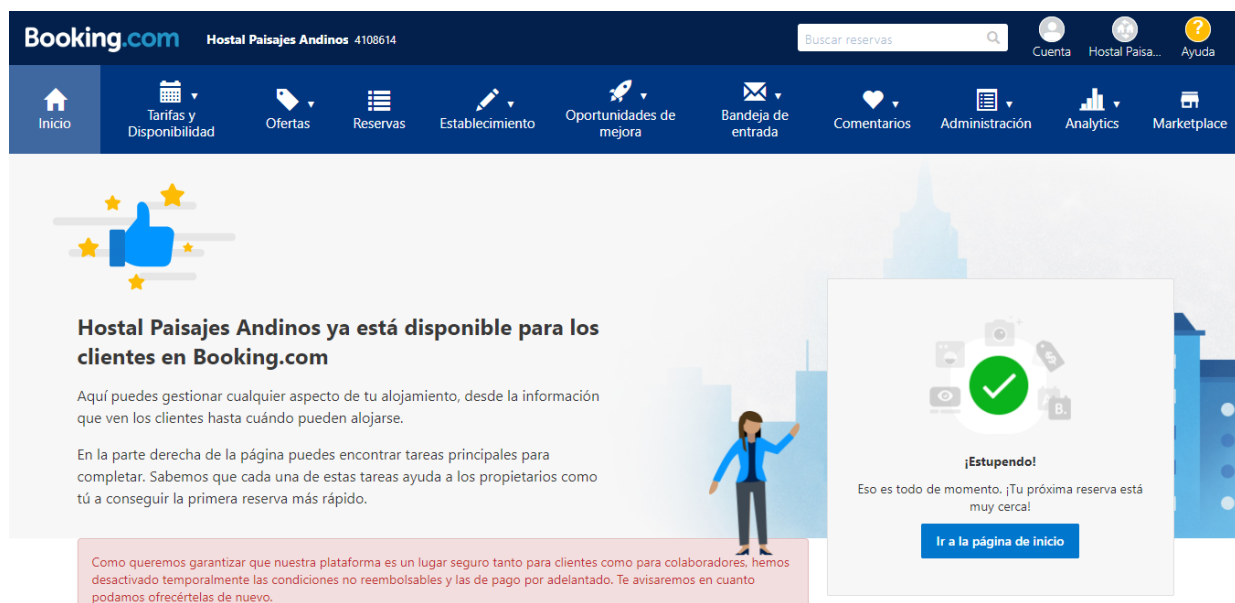 Booking.com Hostal Paisajes Andinos 4108614 Buscar reservas
Cuenta Hostal Paisa... Ayuda
Inicio
Tarifas y
Disponibilidad
Ofertas
Reservas
Establecimiento
Oportunidades de
mejora
Bandeja de
entrada
Comentarios
Administración
Analytics
Marketplace
Hostal Paisajes Andinos ya está disponible para los
clientes en Booking.com
Aquí puedes gestionar cualquier aspecto de tu alojamiento, desde la información
que ven los clientes hasta cuándo pueden alojarse.
En la parte derecha de la página puedes encontrar tareas principales para
completar. Sabemos que cada una de estas tareas ayuda a los propietarios como
tú a conseguir la primera reserva más rápido.
B.
¡Estupendo!
Eso es todo de momento. ¡Tu próxima reserva está
muy cerca!
Ir a la página de inicio
Como queremos garantizar que nuestra plataforma es un lugar seguro tanto para clientes como para colaboradores, hemos
desactivado temporalmente las condiciones no reembolsables y las de pago por adelantado. Te avisaremos en cuanto
podamos ofrecértelas de nuevo.